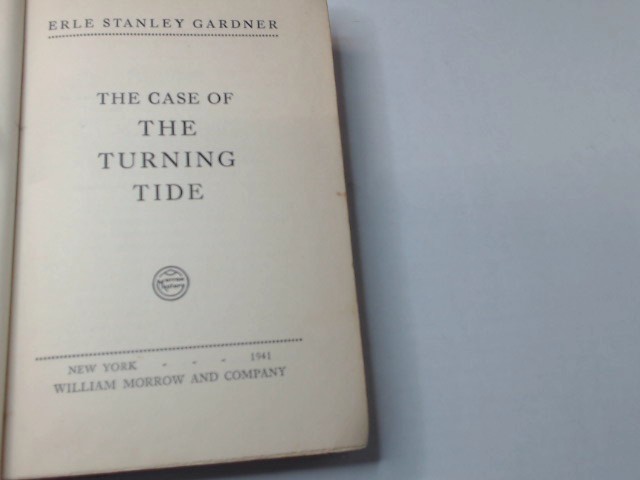 ERLE STANLEY GARDNER
THE CASE OF
THE
TURNING
TIDE
NEW YORK - - - 1941
WILLIAM MORROW AND COMPANY